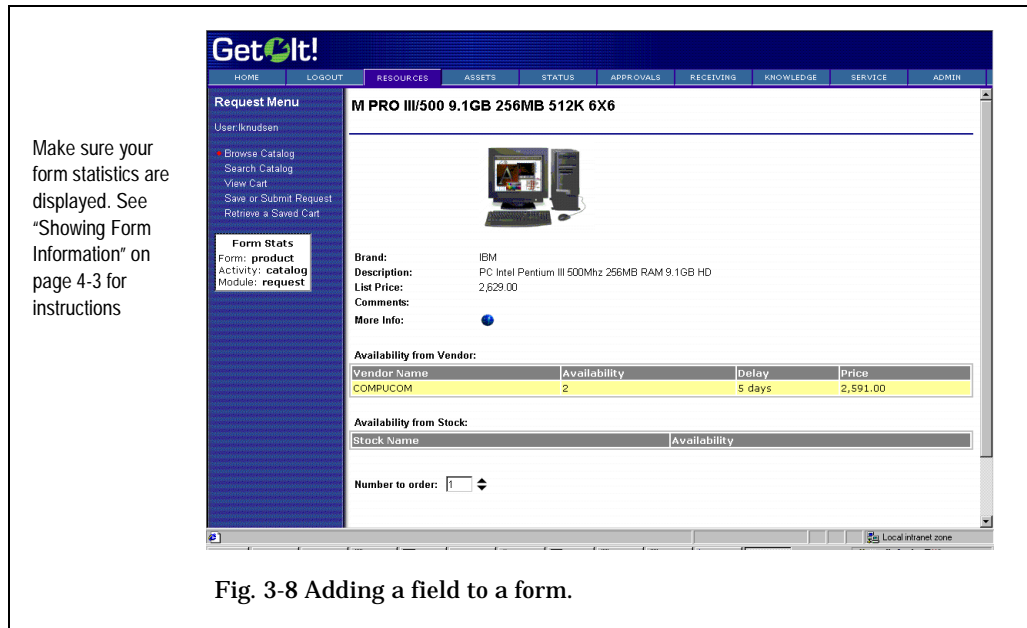 Get It!
HOME LOGOUT RESOURCES ASSETS STATUS APPROVALS RECEIVING KNOWLEDGE SERVICE ADMIN
Request Menu
User:lknudsen
Browse Catalog
Search Catalog
View Cart
Save or Submit Request
Retrieve a Saved Cart
Form Stats
Form: product
Activity: catalog
Module: request
M PRO III/500 9.1GB 256MB 512K 6X6
Brand: IBM
Description: PC Intel Pentium III 500Mhz 256MB RAM 9.1GB HD
List Price: 2,629.00
Comments:
More Info:
Availability from Vendor:
Vendor Name Availability Delay Price
COMPUCOM 2 5 days 2,591.00
Availability from Stock:
Stock Name Availability
Number to order: 1
Local intranet zone
Make sure your
form statistics are
displayed. See
“Showing Form
Information” on
page 4-3 for
instructions
Fig. 3-8 Adding a field to a form.